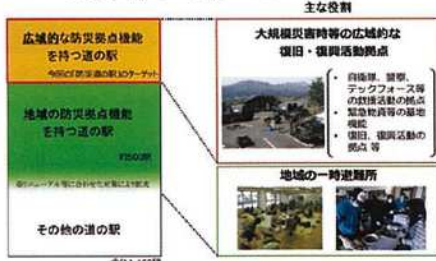 主な役割
広域的な防災拠点機能
を持つ道の駅
今回の「防災道の駅」のターゲット
大規模災害時等の広域的な
復旧・復興活動拠点
・ 自衛隊、警察、
テックフォース等
の救援活動の拠点
・ 緊急物資等の基地
機能
・ 復旧、復興活動の
拠点 等
地域の防災拠点機能
を持つ道の駅
約500駅
地域の一時避難所
その他の道の駅